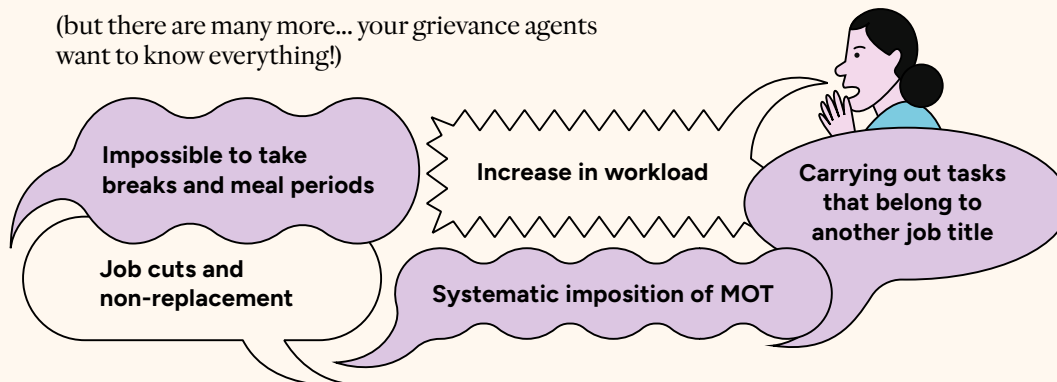 (but there are many more... your grievance agents
want to know everything!)
Impossible to take
breaks and meal periods
Increase in workload
Carrying out tasks
that belong to
another job title
Job cuts and
non-replacement
Systematic imposition of MOT